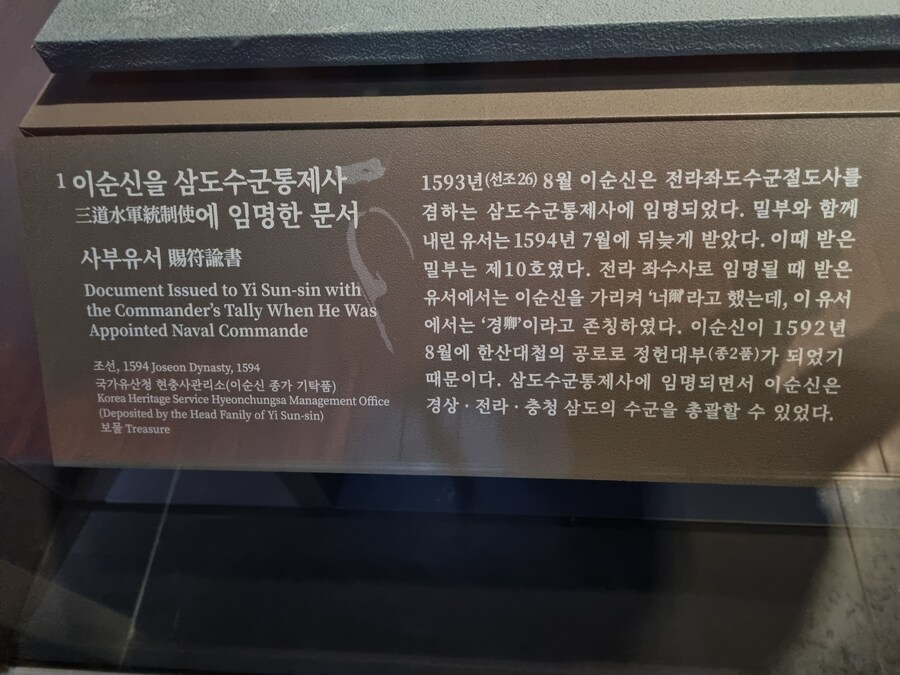 1 이순신을 삼도수군통제사
三道水軍統制使에 임명한 문서
사부유서 賜符諭書
Document Issued to Yi Sun-sin with
the Commander's Tally When He Was
Appointed Naval Commande
조선, 1594 Joseon Dynasty, 1594
국가유산청 현충사관리소(이순신 종가 기탁품)
Korea Heritage Service Hyeonchungsa Management Office
(Deposited by the Head Fanily of Yi Sun-sin)
보물 Treasure
1593년(선조 26) 8월 이순신은 전라좌도수군절도사를
겸하는 삼도수군통제사에 임명되었다. 밀부와 함께
내린 유서는 1594년 7월에 뒤늦게 받았다. 이때 받은
밀부는 제10호였다. 전라 좌수사로 임명될 때 받은
유서에서는 이순신을 가리켜 '너爾'라고 했는데, 이 유서
에서는 '경卿'이라고 존칭하였다. 이순신이 1592년
8월에 한산대첩의 공로로 정헌대부(종2품)가 되었기
때문이다. 삼도수군통제사에 임명되면서 이순신은
경상·전라·충청 삼도의 수군을 총괄할 수 있었다.